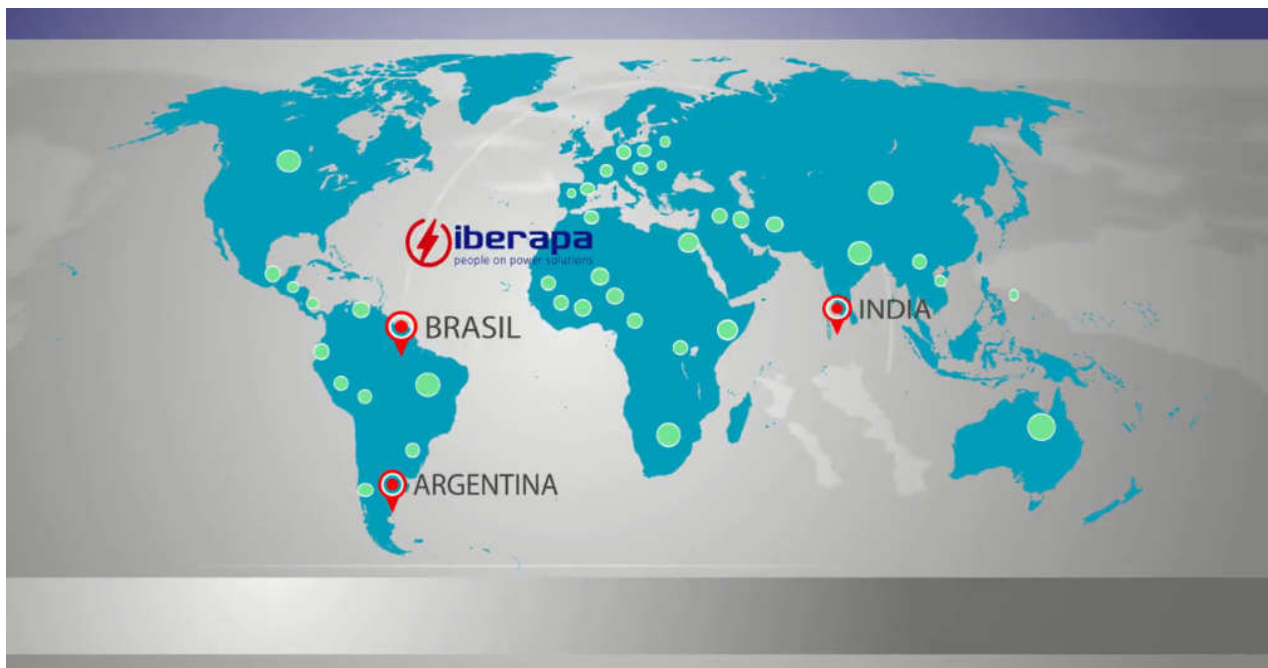 iberapa
people on power solutions
BRASIL
INDIA
ARGENTINA